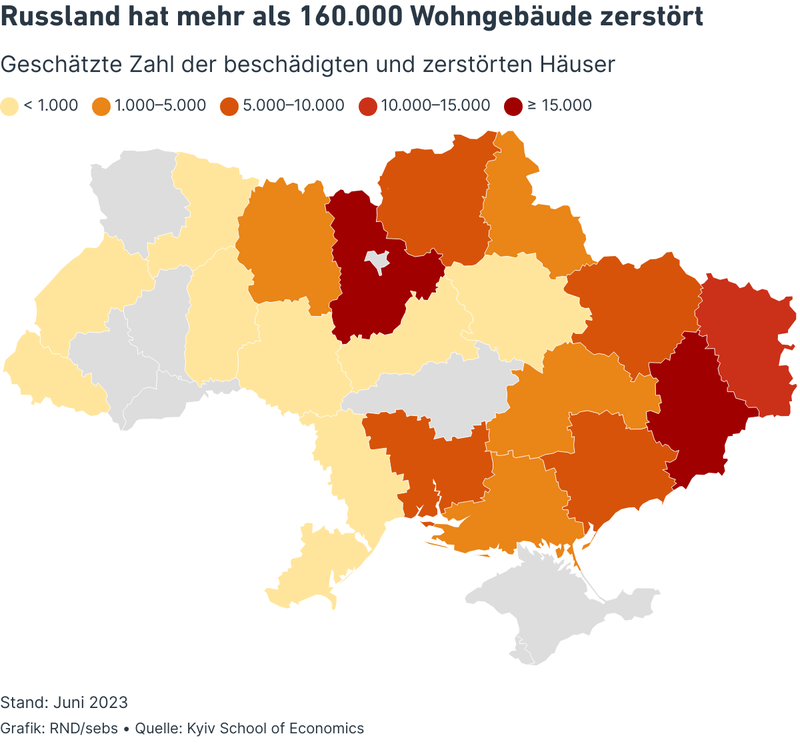 Russland hat mehr als 160.000 Wohngebäude zerstört
Geschätzte Zahl der beschädigten und zerstörten Häuser
< 1.000 1.000–5.000 5.000–10.000 10.000–15.000 ≥ 15.000
Stand: Juni 2023
Grafik: RND/sebs • Quelle: Kyiv School of Economics